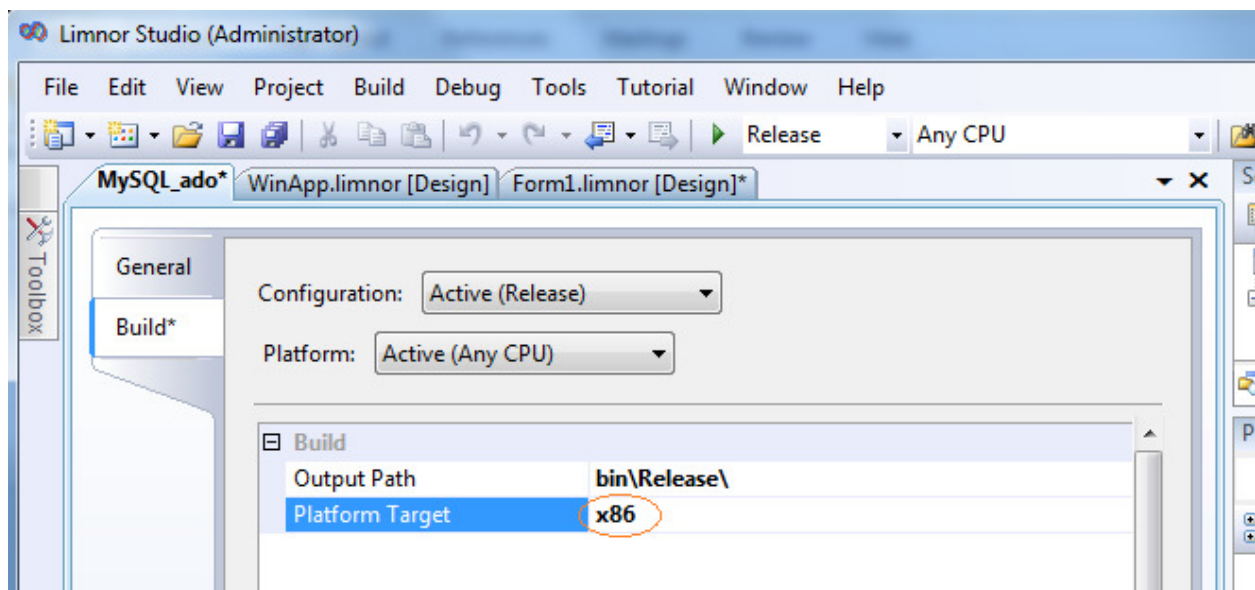 Limnor Studio (Administrator)
File Edit View Project Build Debug Tools Tutorial Window Help
Release Any CPU
MySQL_ado* WinApp.limnor [Design] Form1.limnor [Design]*
Toolbox
General
Build*
Configuration: Active (Release)
Platform: Active (Any CPU)
Build
Output Path bin\Release\
Platform Target x86